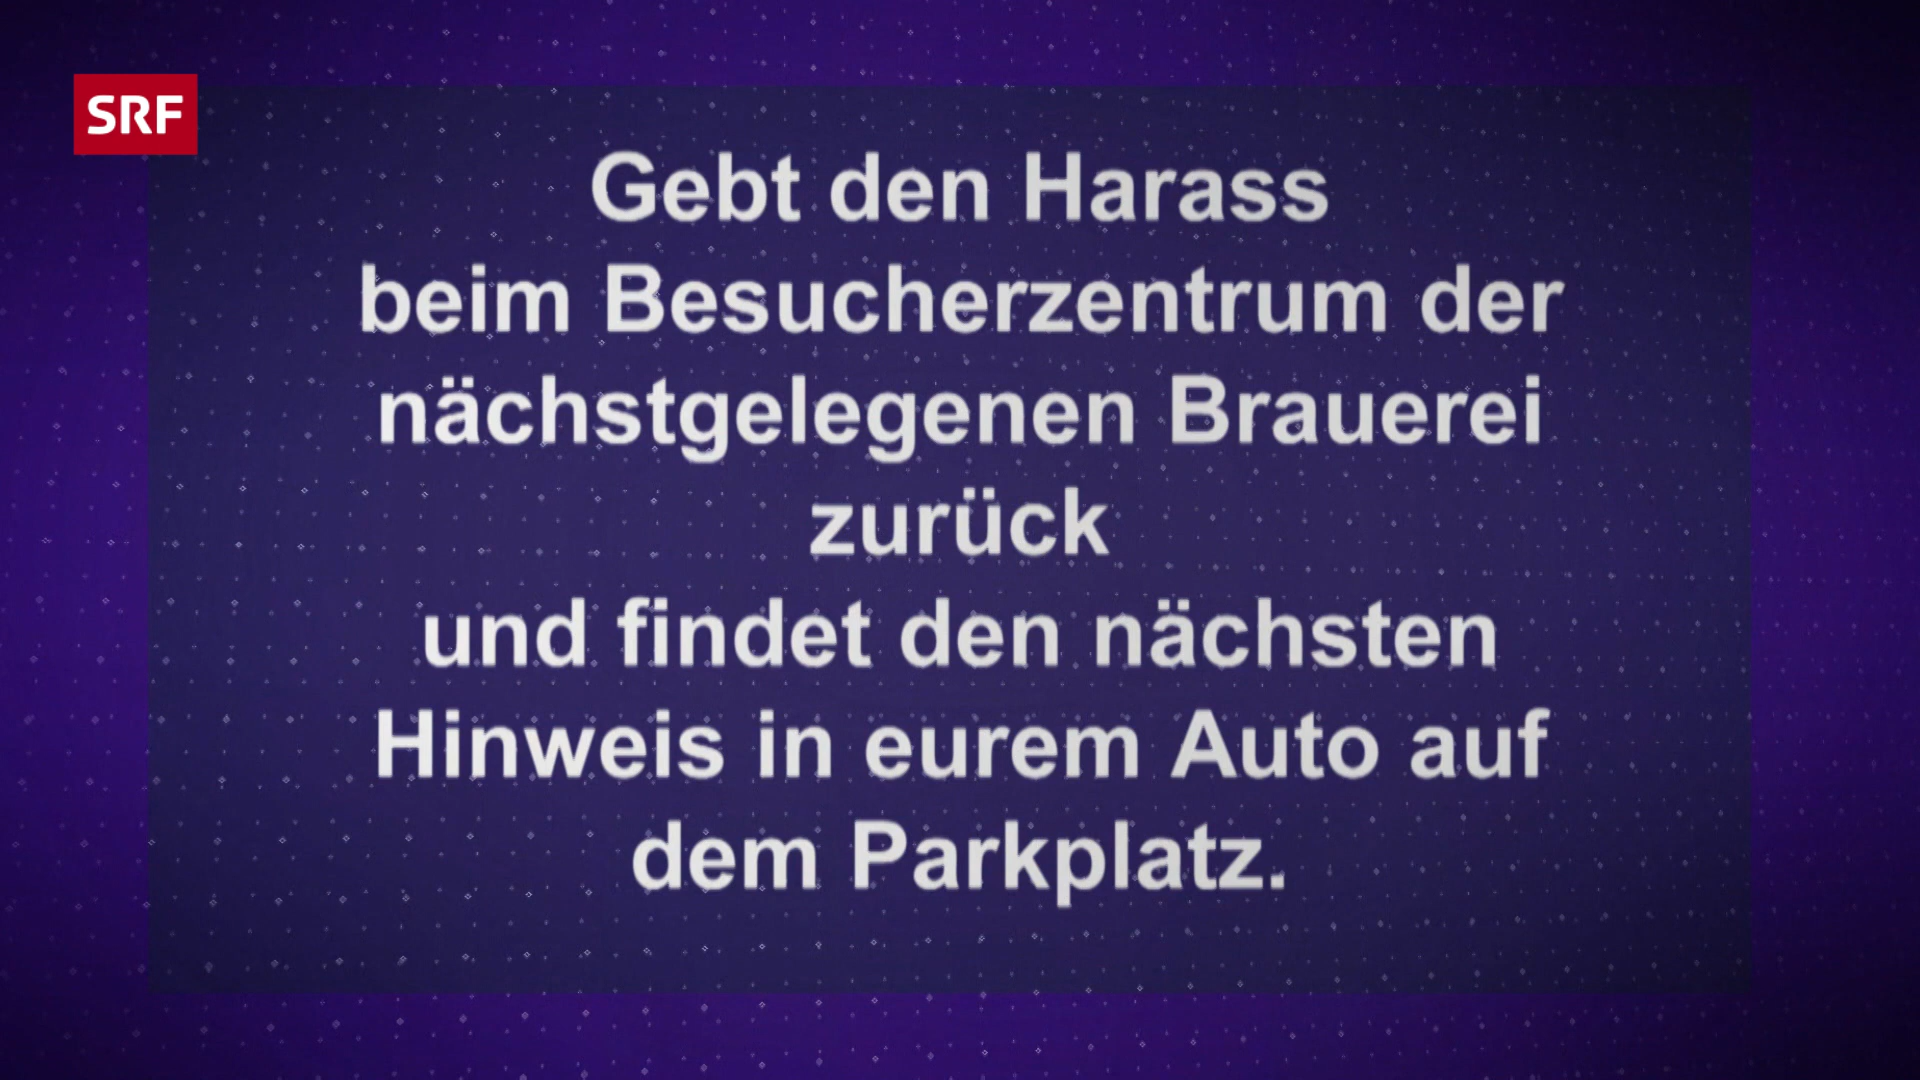 SRF
Gebt den Harass
beim Besucherzentrum der
nächstgelegenen Brauerei
zurück
und findet den nächsten
Hinweis in eurem Auto auf
dem Parkplatz.